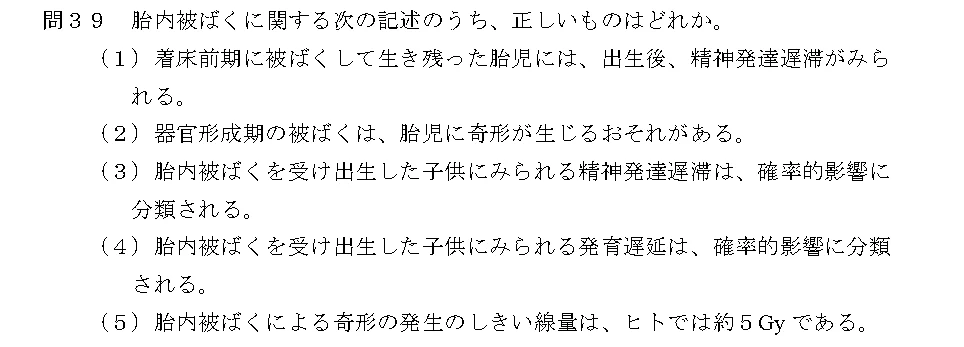 問３９　胎内被ばくに関する次の記述のうち、正しいものはどれか。
（１）着床前期に被ばくして生き残った胎児には、出生後、精神発達遅滞がみら
れる。
（２）器官形成期の被ばくは、胎児に奇形が生じるおそれがある。
（３）胎内被ばくを受け出生した子供にみられる精神発達遅滞は、確率的影響に
分類される。
（４）胎内被ばくを受け出生した子供にみられる発育遅延は、確率的影響に分類
される。
（５）胎内被ばくによる奇形の発生のしきい線量は、ヒトでは約５Gy である。